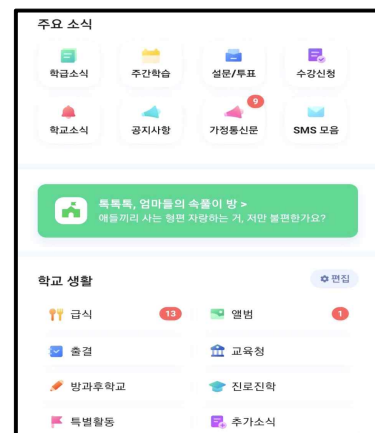 주요 소식
학급소식 주간학습 설문/투표 수강신청
9
학교소식 공지사항 가정통신문 SMS 모음
톡톡톡, 엄마들의 속풀이 방 >
애들끼리 사는 형편 자랑하는 거, 저만 불편한가요?
학교 생활 편집
급식 13 앨범 1
출결 교육청
방과후학교 진로진학
특별활동 추가소식